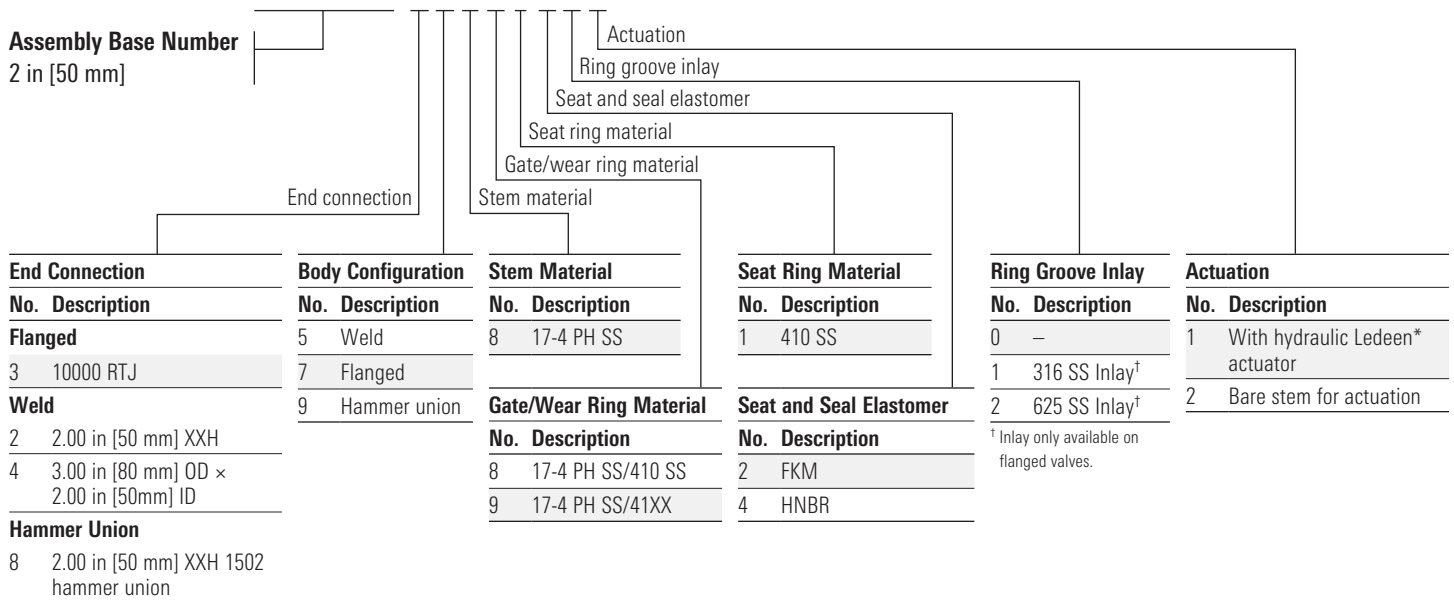 Assembly Base Number
2 in [50 mm]
Actuation
Ring groove inlay
Seat and seal elastomer
Seat ring material
Gate/wear ring material
End connection
Stem material
End Connection
No. Description
Flanged
3 10000 RTJ
Weld
2 2.00 in [50 mm] XXH
4 3.00 in [80 mm] OD ×
2.00 in [50mm] ID
Hammer Union
8 2.00 in [50 mm] XXH 1502
hammer union
Body Configuration
No. Description
5 Weld
7 Flanged
9 Hammer union
Stem Material
No. Description
8 17-4 PH SS
Gate/Wear Ring Material
No. Description
8 17-4 PH SS/410 SS
9 17-4 PH SS/41XX
Seat Ring Material
No. Description
1 410 SS
Seat and Seal Elastomer
No. Description
2 FKM
4 HNBR
Ring Groove Inlay
No. Description
0 –
1 316 SS Inlay†
2 625 SS Inlay†
† Inlay only available on
flanged valves.
Actuation
No. Description
1 With hydraulic Ledeen*
actuator
2 Bare stem for actuation